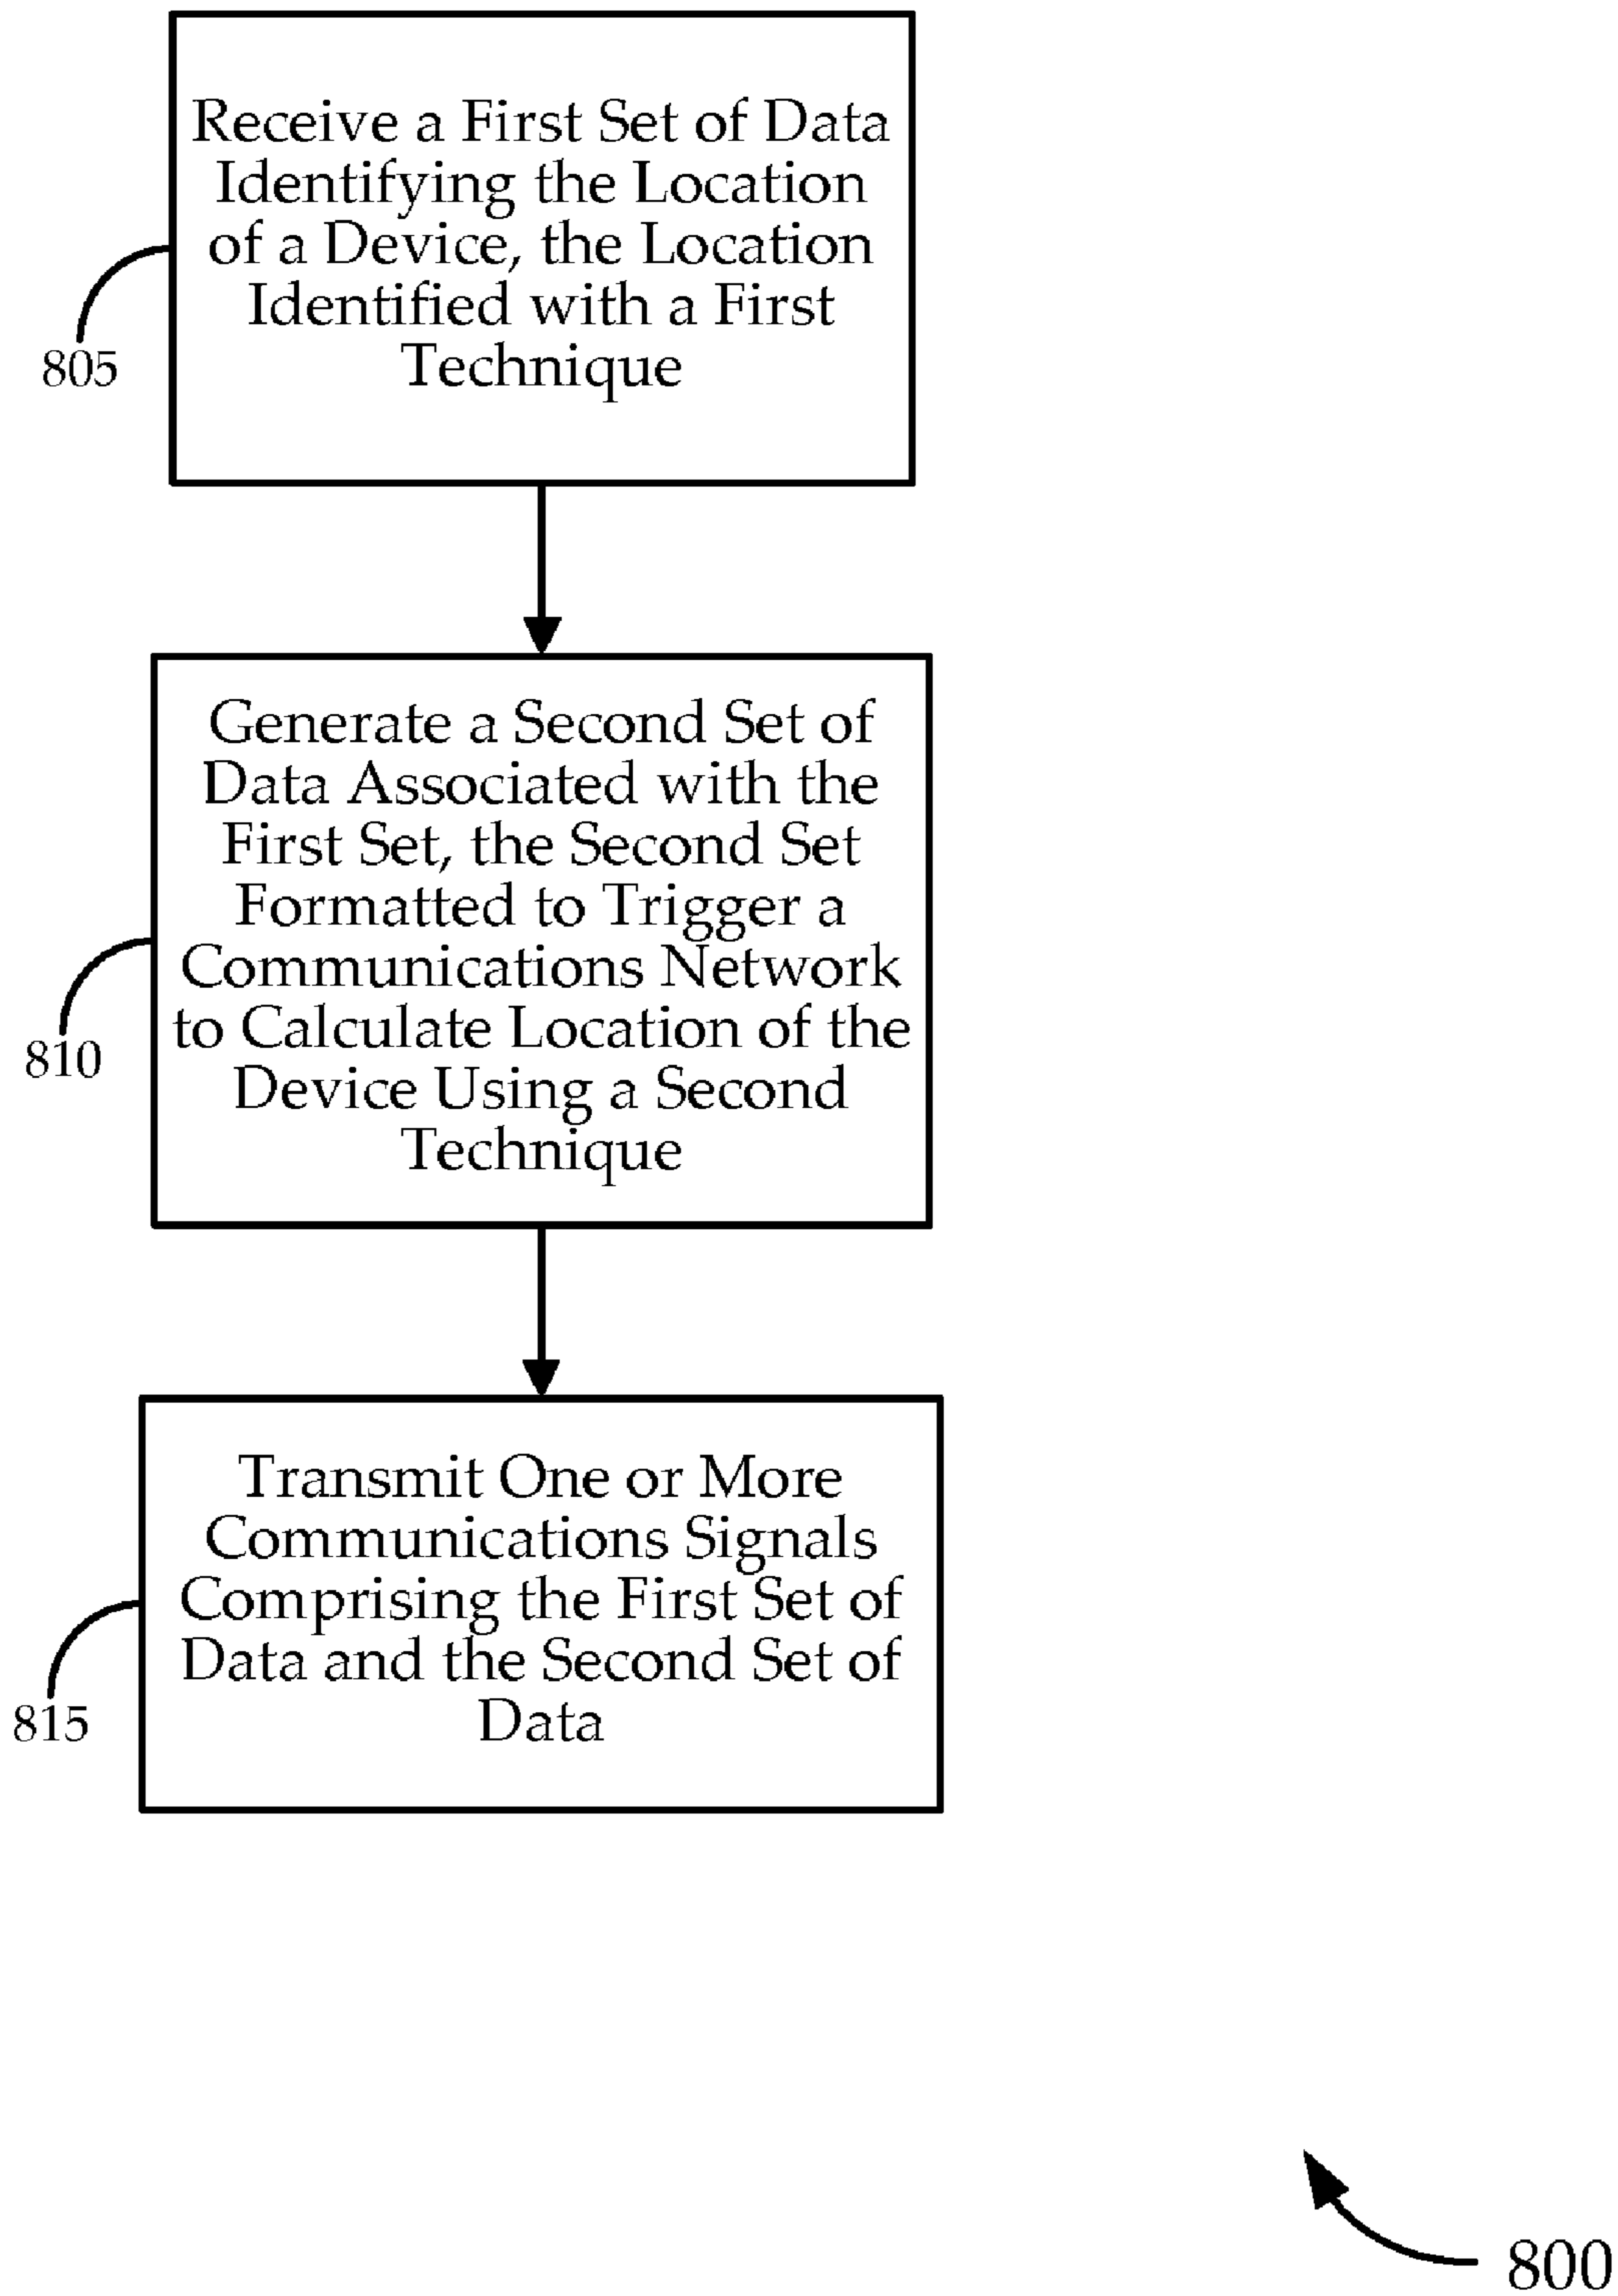 Receive a First Set of Data
Identifying the Location
of a Device, the Location
Identified with a First
Technique
805
Generate a Second Set of
Data Associated with the
First Set, the Second Set
Formatted to Trigger a
Communications Network
to Calculate Location of the
Device Using a Second
Technique
810
Transmit One or More
Communications Signals
Comprising the First Set of
Data and the Second Set of
Data
815
800